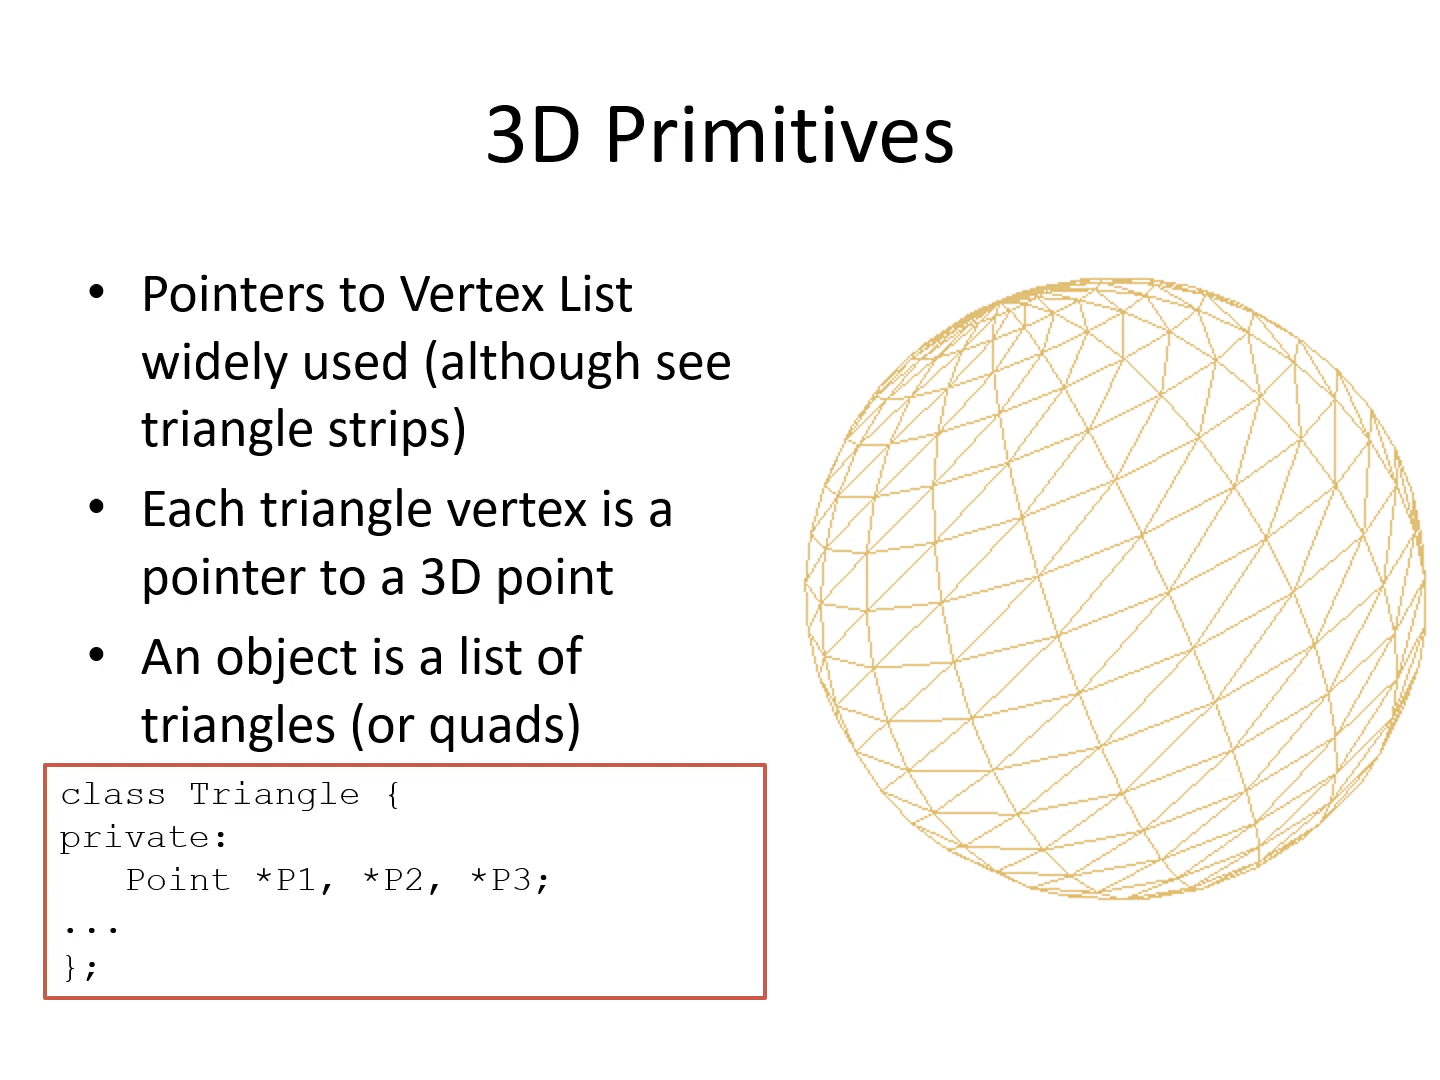 3D Primitives
• Pointers to Vertex List
widely used (although see
triangle strips)
• Each triangle vertex is a
pointer to a 3D point
• An object is a list of
triangles (or quads)
class Triangle {
private:
   Point *P1, *P2, *P3;
...
};